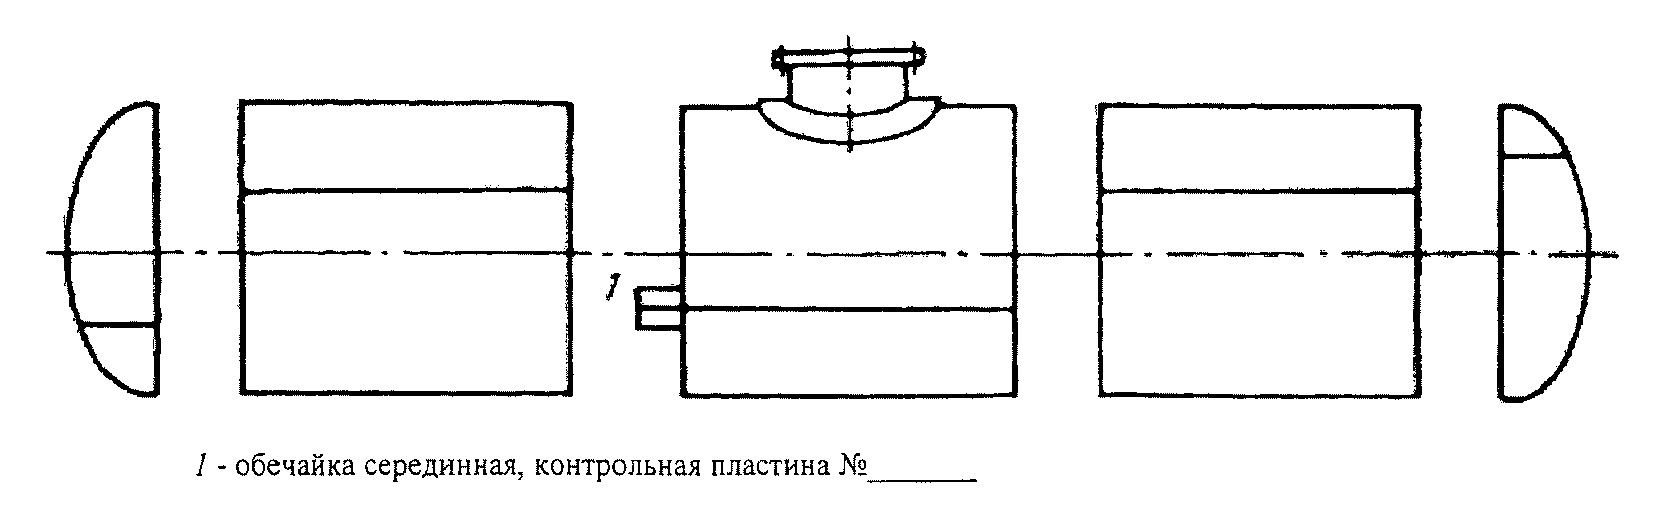 1
1 - обечайка серединная, контрольная пластина №_______